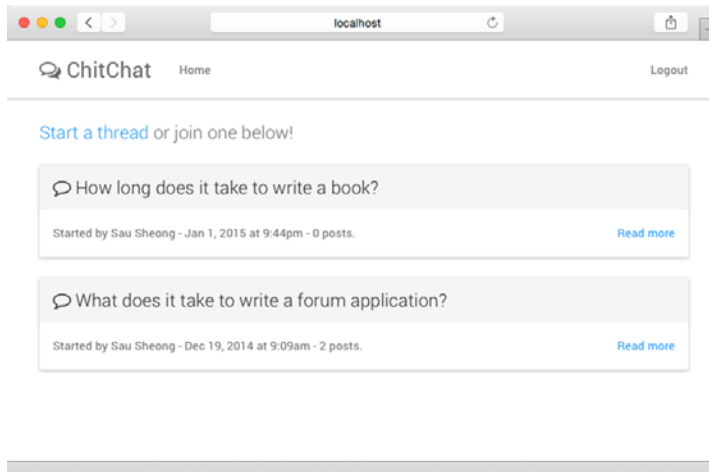 localhost
ChitChat Home Logout
Start a thread or join one below!
How long does it take to write a book?
Started by Sau Sheong - Jan 1, 2015 at 9:44pm - 0 posts. Read more
What does it take to write a forum application?
Started by Sau Sheong - Dec 19, 2014 at 9:09am - 2 posts. Read more